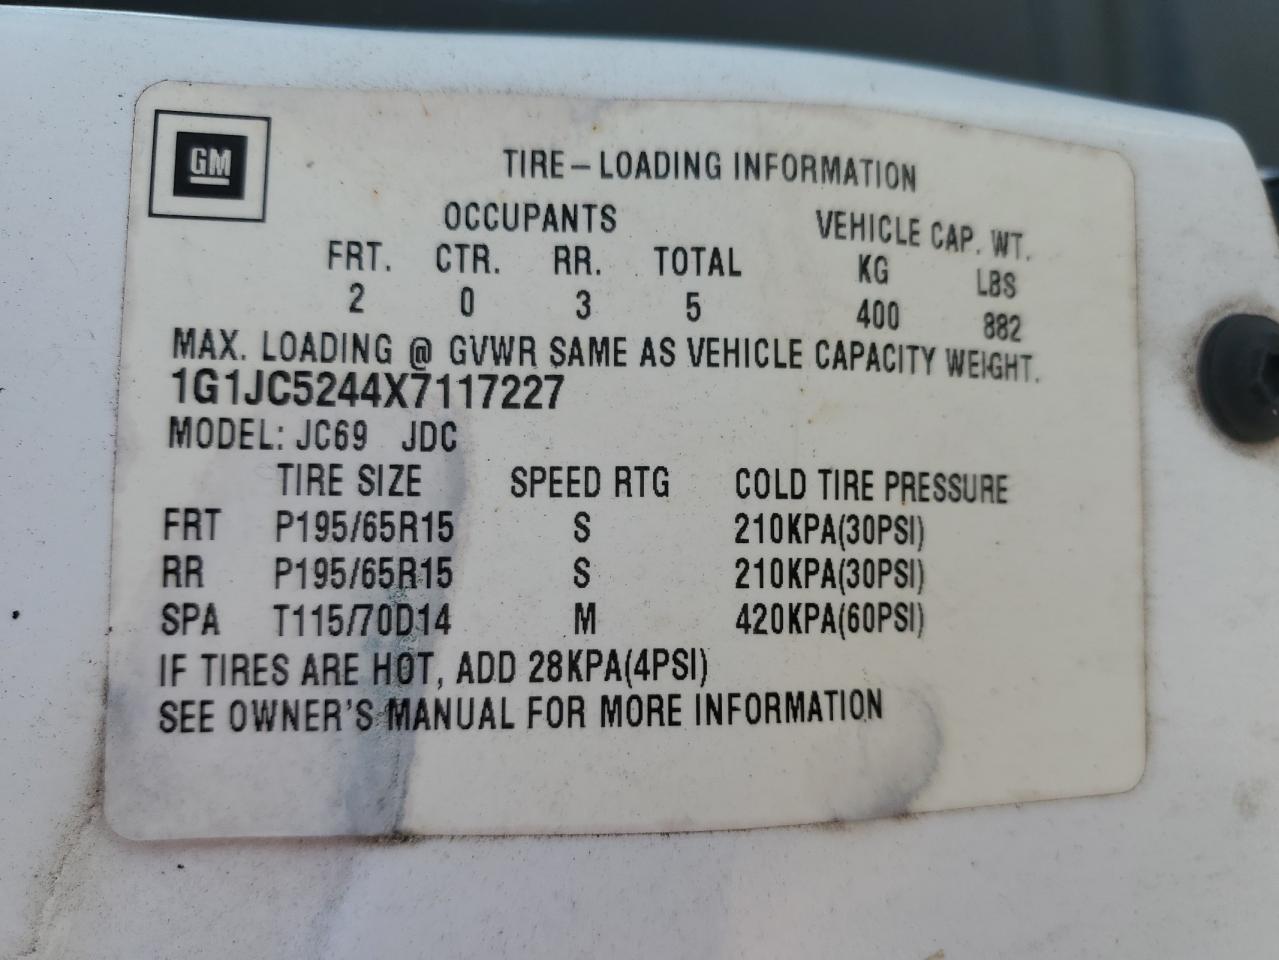 GM
TIRE-LOADING INFORMATION
OCCUPANTS VEHICLE CAP. WT.
FRT. CTR. RR. TOTAL KG LBS
2 0 3 5 400 882
MAX. LOADING @ GVWR SAME AS VEHICLE CAPACITY WEIGHT.
1G1JC5244X7117227
MODEL: JC69 JDC
TIRE SIZE SPEED RTG COLD TIRE PRESSURE
FRT P195/65R15 S 210KPA(30PSI)
RR P195/65R15 S 210KPA(30PSI)
SPA T115/70D14 M 420KPA(60PSI)
IF TIRES ARE HOT, ADD 28KPA(4PSI)
SEE OWNER'S MANUAL FOR MORE INFORMATION